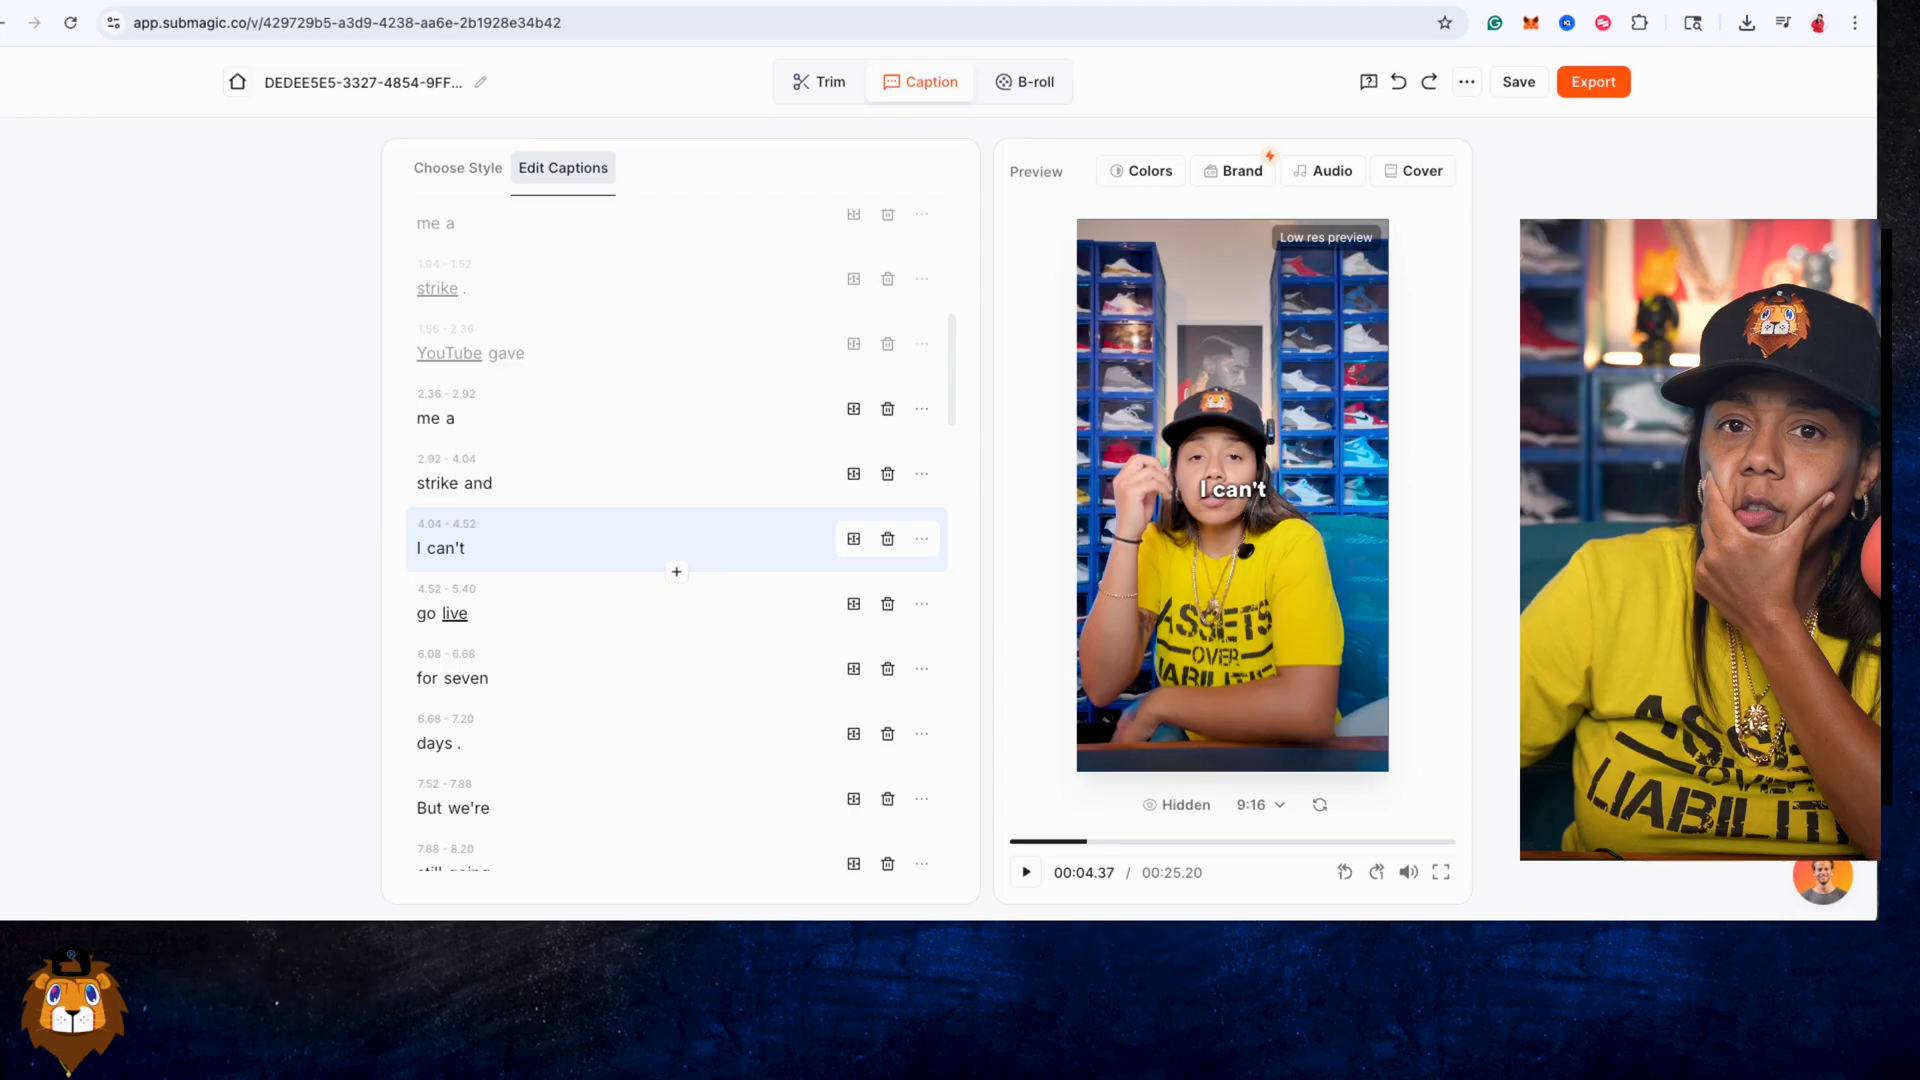 app.submagic.co/v/429729b5-a3d9-4238-aa6e-2b1928e34b42
DEDEE5E5-3327-4854-9FF...
Trim
Caption
B-roll
Save
Export
Choose Style
Edit Captions
me a
1.04 - 1.52
strike .
1.56 - 2.36
YouTube gave
2.36 - 2.92
me a
2.92 - 4.04
strike and
4.04 - 4.52
I can't
4.52 - 5.40
go live
6.08 - 6.68
for seven
6.68 - 7.20
days .
7.52 - 7.88
But we're
7.88 - 8.20
still going
Preview
Colors
Brand
Audio
Cover
Low res preview
I can't
ASSETS
OVER
LIABILITI
Hidden
9:16
00:04.37 / 00:25.20
OVER
LIABILITI